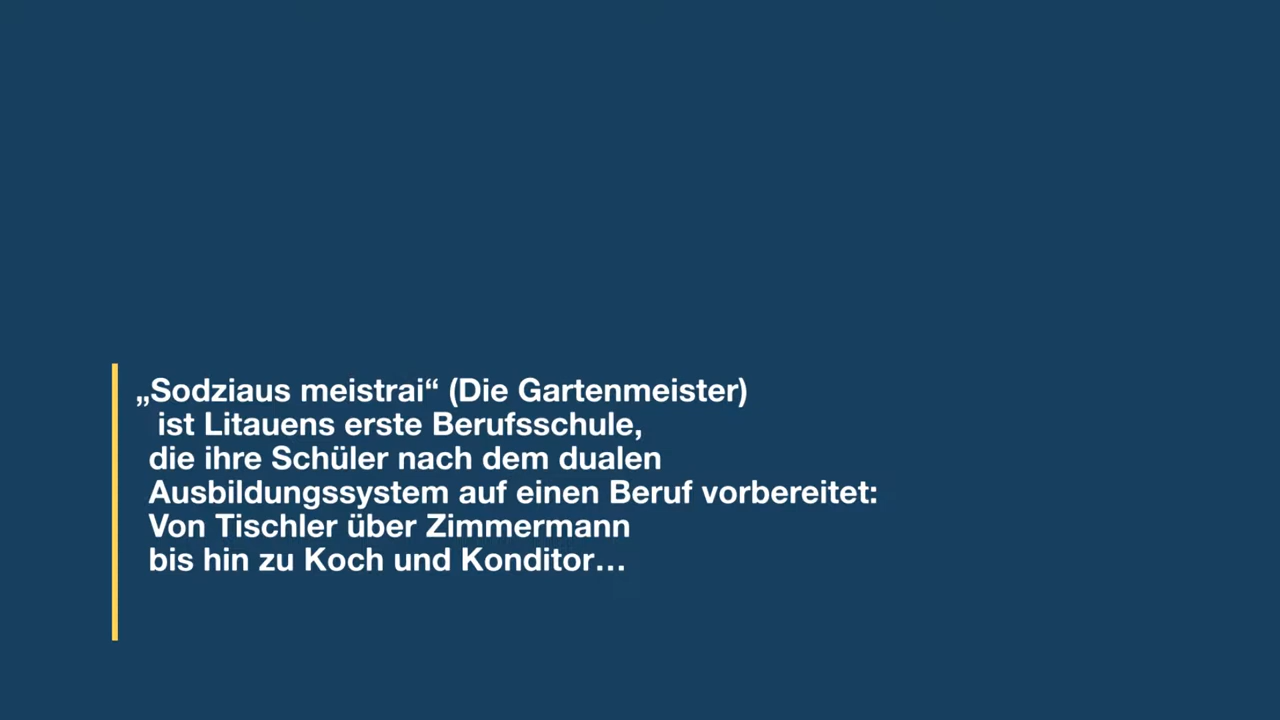 „Sodziaus meistrai“ (Die Gartenmeister)
ist Litauens erste Berufsschule,
die ihre Schüler nach dem dualen
Ausbildungssystem auf einen Beruf vorbereitet:
Von Tischler über Zimmermann
bis hin zu Koch und Konditor…